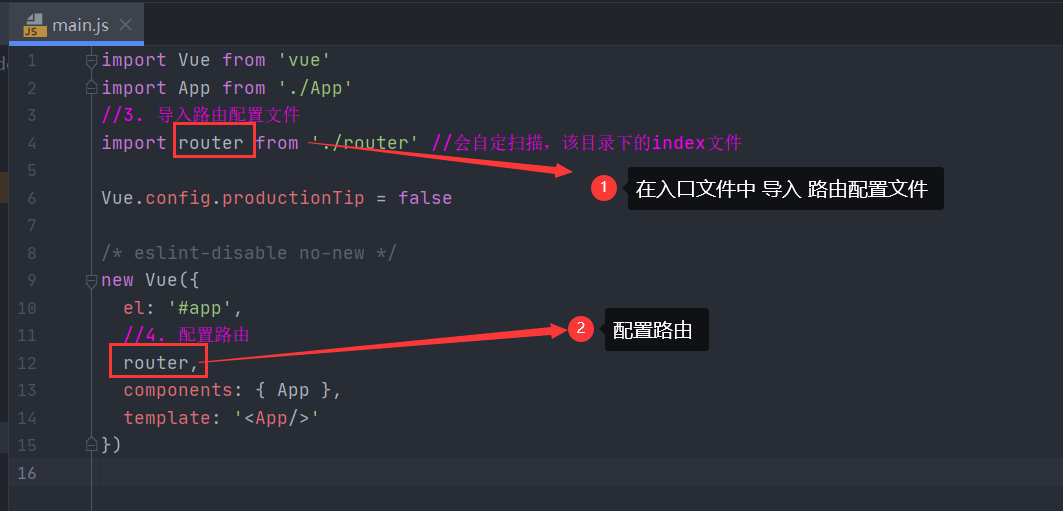 main.js
JS
1 import Vue from 'vue'
2 import App from './App'
3 //3. 导入路由配置文件
4 import router from './router' //会自定扫描，该目录下的index文件
5
1 在入口文件中 导入 路由配置文件
6 Vue.config.productionTip = false
7
8 /* eslint-disable no-new */
9 new Vue({
10 el: '#app',
11 //4. 配置路由
2 配置路由
12 router,
13 components: { App },
14 template: '<App/>'
15 })
16